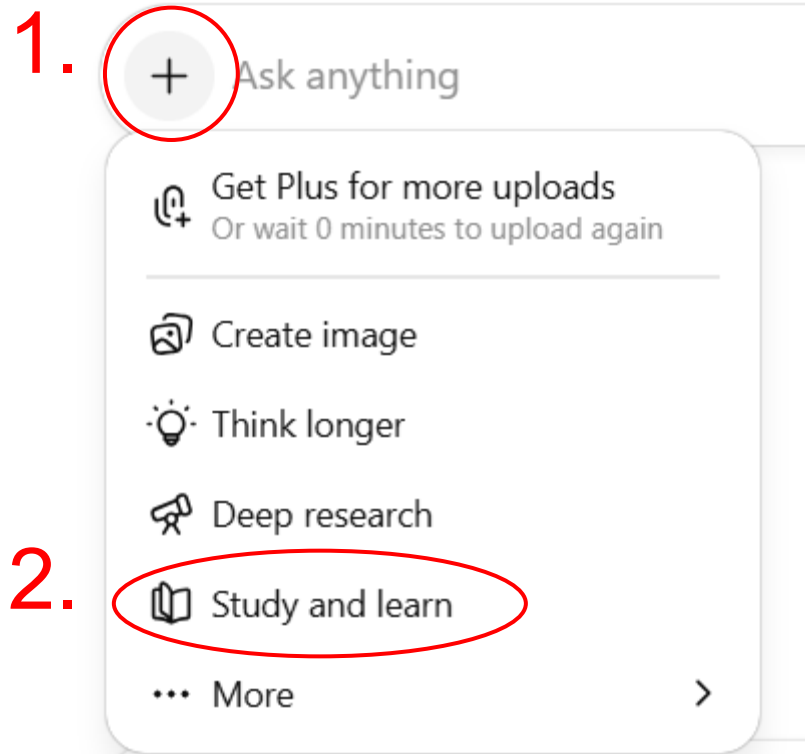 1.
+ Ask anything
Get Plus for more uploads
Or wait 0 minutes to upload again
Create image
Think longer
Deep research
2.
Study and learn
More